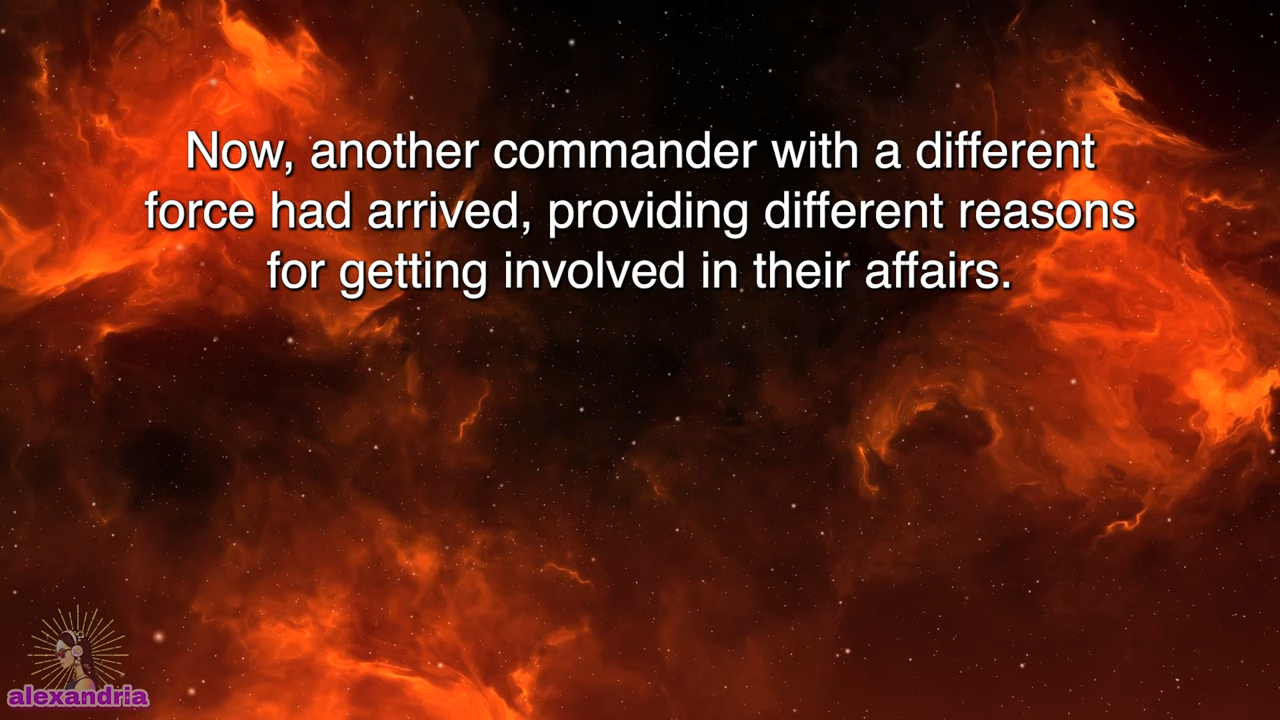 Now, another commander with a different
force had arrived, providing different reasons
for getting involved in their affairs.
alexandria